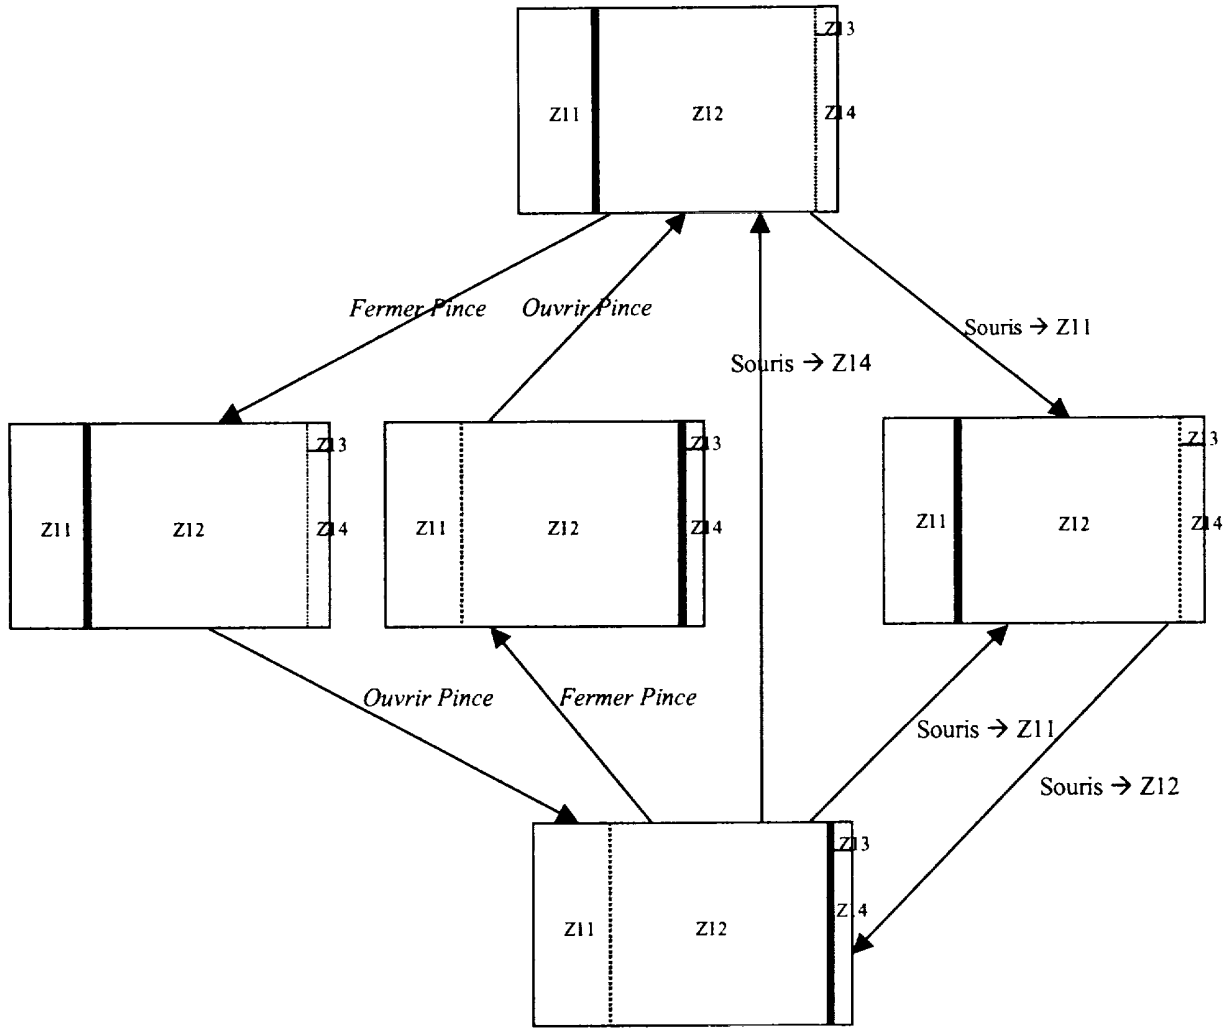 Z13
Z11
Z12
Z14
Fermer Pince
Ouvrir Pince
Souris → Z11
Souris → Z14
Z13
Z11
Z12
Z14
Z13
Z11
Z12
Z14
Z13
Z11
Z12
Z14
Ouvrir Pince
Fermer Pince
Souris → Z11
Souris → Z12
Z13
Z14
Z11
Z12